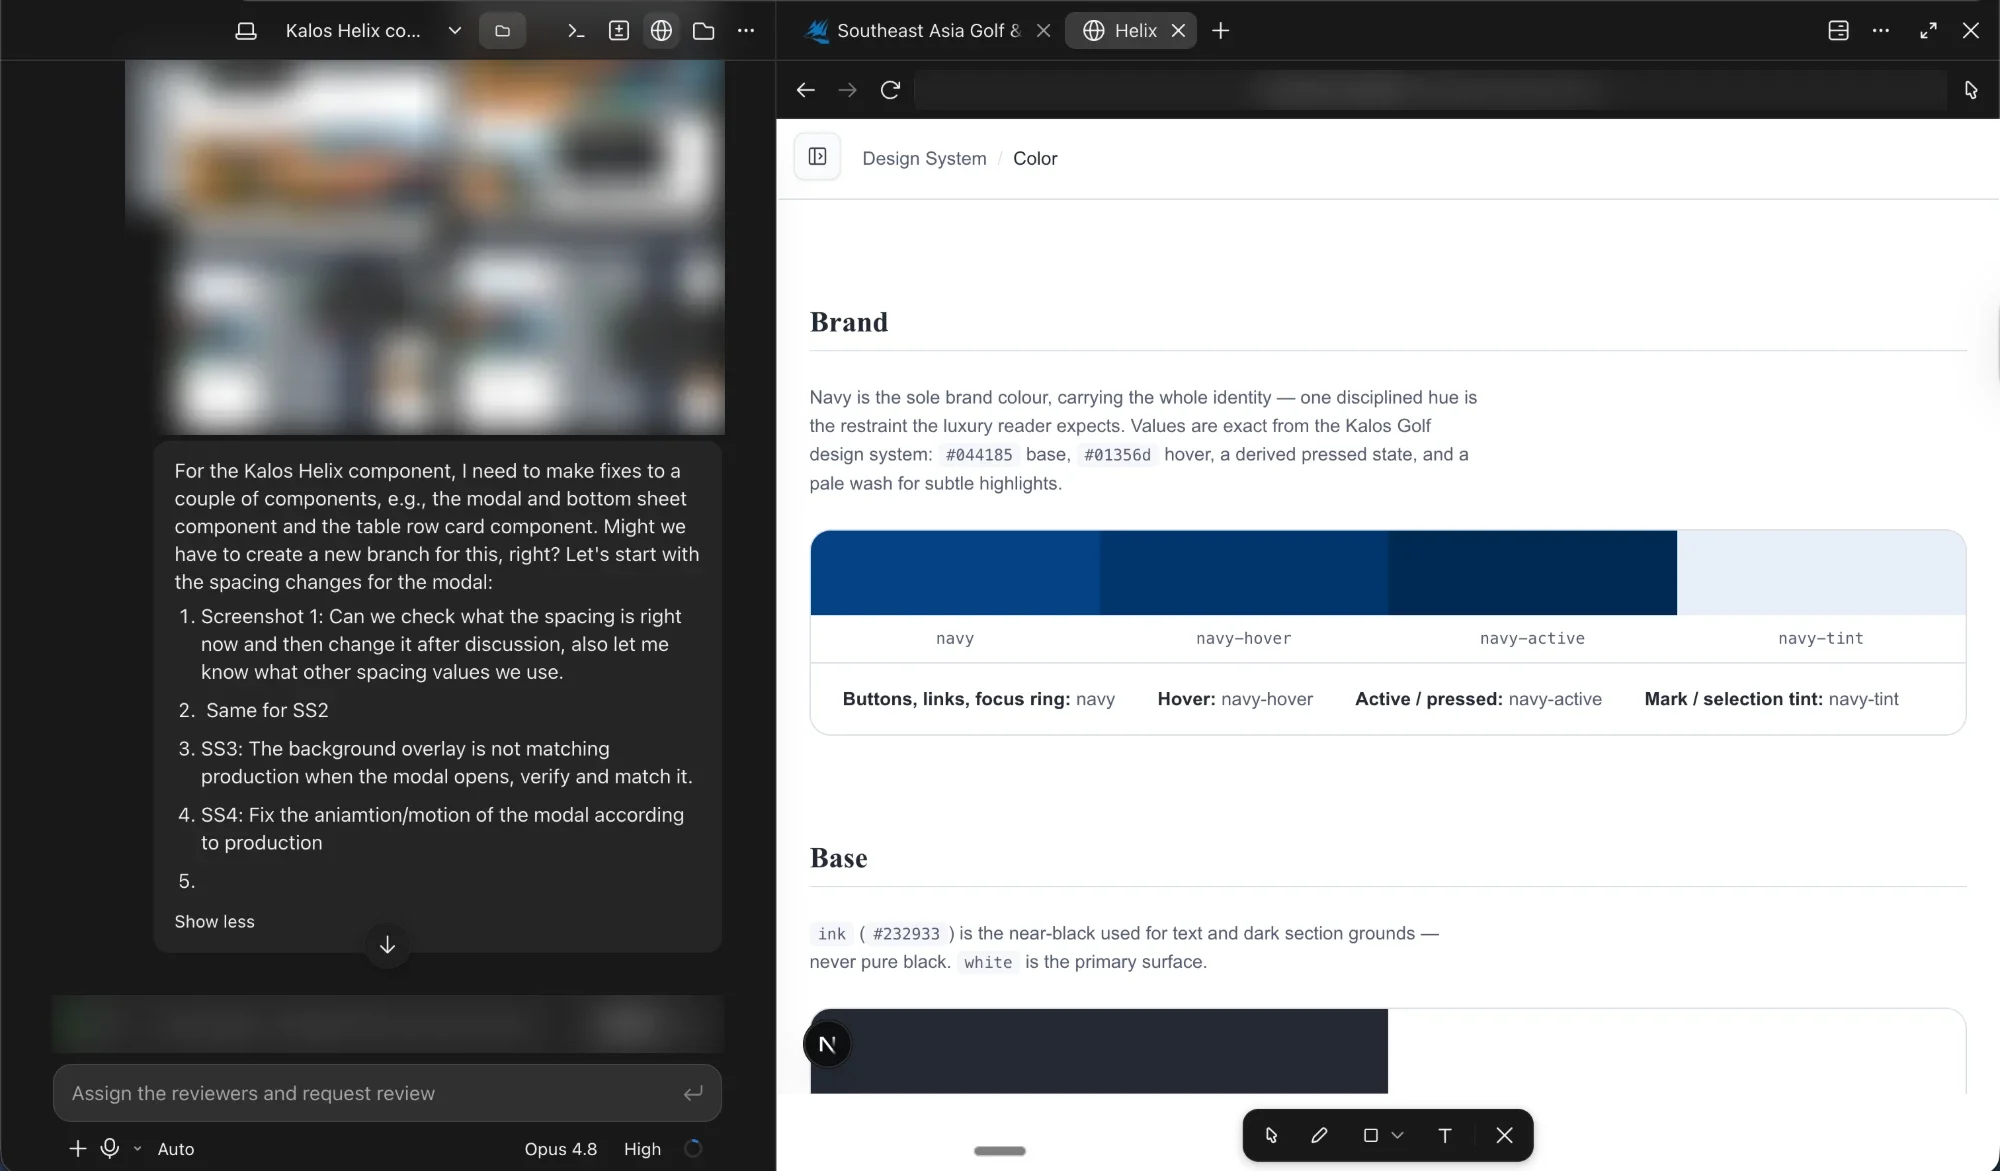 Kalos Helix co...
Southeast Asia Golf &
Helix
Design System / Color
For the Kalos Helix component, I need to make fixes to a
couple of components, e.g., the modal and bottom sheet
component and the table row card component. Might we
have to create a new branch for this, right? Let's start with
the spacing changes for the modal:
1. Screenshot 1: Can we check what the spacing is right
now and then change it after discussion, also let me
know what other spacing values we use.
2. Same for SS2
3. SS3: The background overlay is not matching
production when the modal opens, verify and match it.
4. SS4: Fix the aniamtion/motion of the modal according
to production
5.
Show less
Assign the reviewers and request review
Auto
Opus 4.8
High
Brand
Navy is the sole brand colour, carrying the whole identity — one disciplined hue is
the restraint the luxury reader expects. Values are exact from the Kalos Golf
design system: #044185 base, #01356d hover, a derived pressed state, and a
pale wash for subtle highlights.
navy
navy-hover
navy-active
navy-tint
Buttons, links, focus ring: navy
Hover: navy-hover
Active / pressed: navy-active
Mark / selection tint: navy-tint
Base
ink ( #232933 ) is the near-black used for text and dark section grounds —
never pure black. white is the primary surface.
N
T